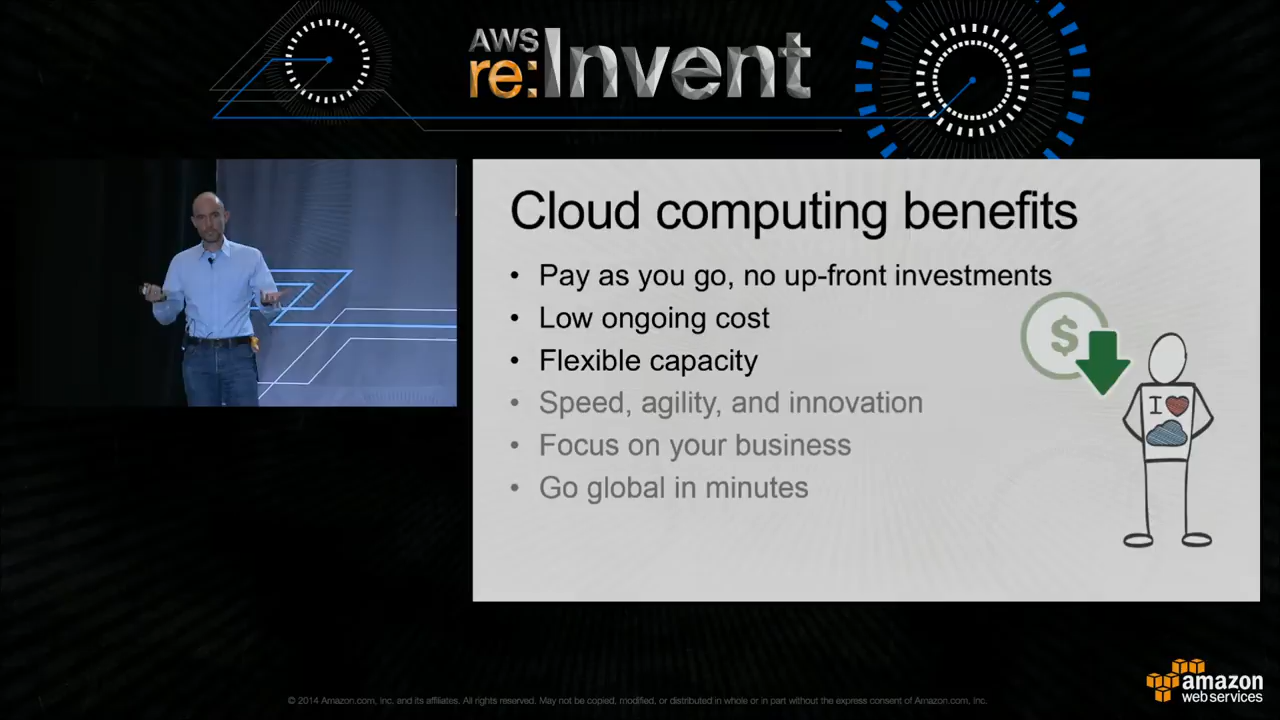 AWS
re:Invent
Cloud computing benefits
• Pay as you go, no up-front investments
• Low ongoing cost
• Flexible capacity
• Speed, agility, and innovation
• Focus on your business
• Go global in minutes
$
I
amazon
web services
© 2014 Amazon.com, Inc. and its affiliates. All rights reserved. May not be copied, modified, or distributed in whole or in part without the express consent of Amazon.com, Inc.